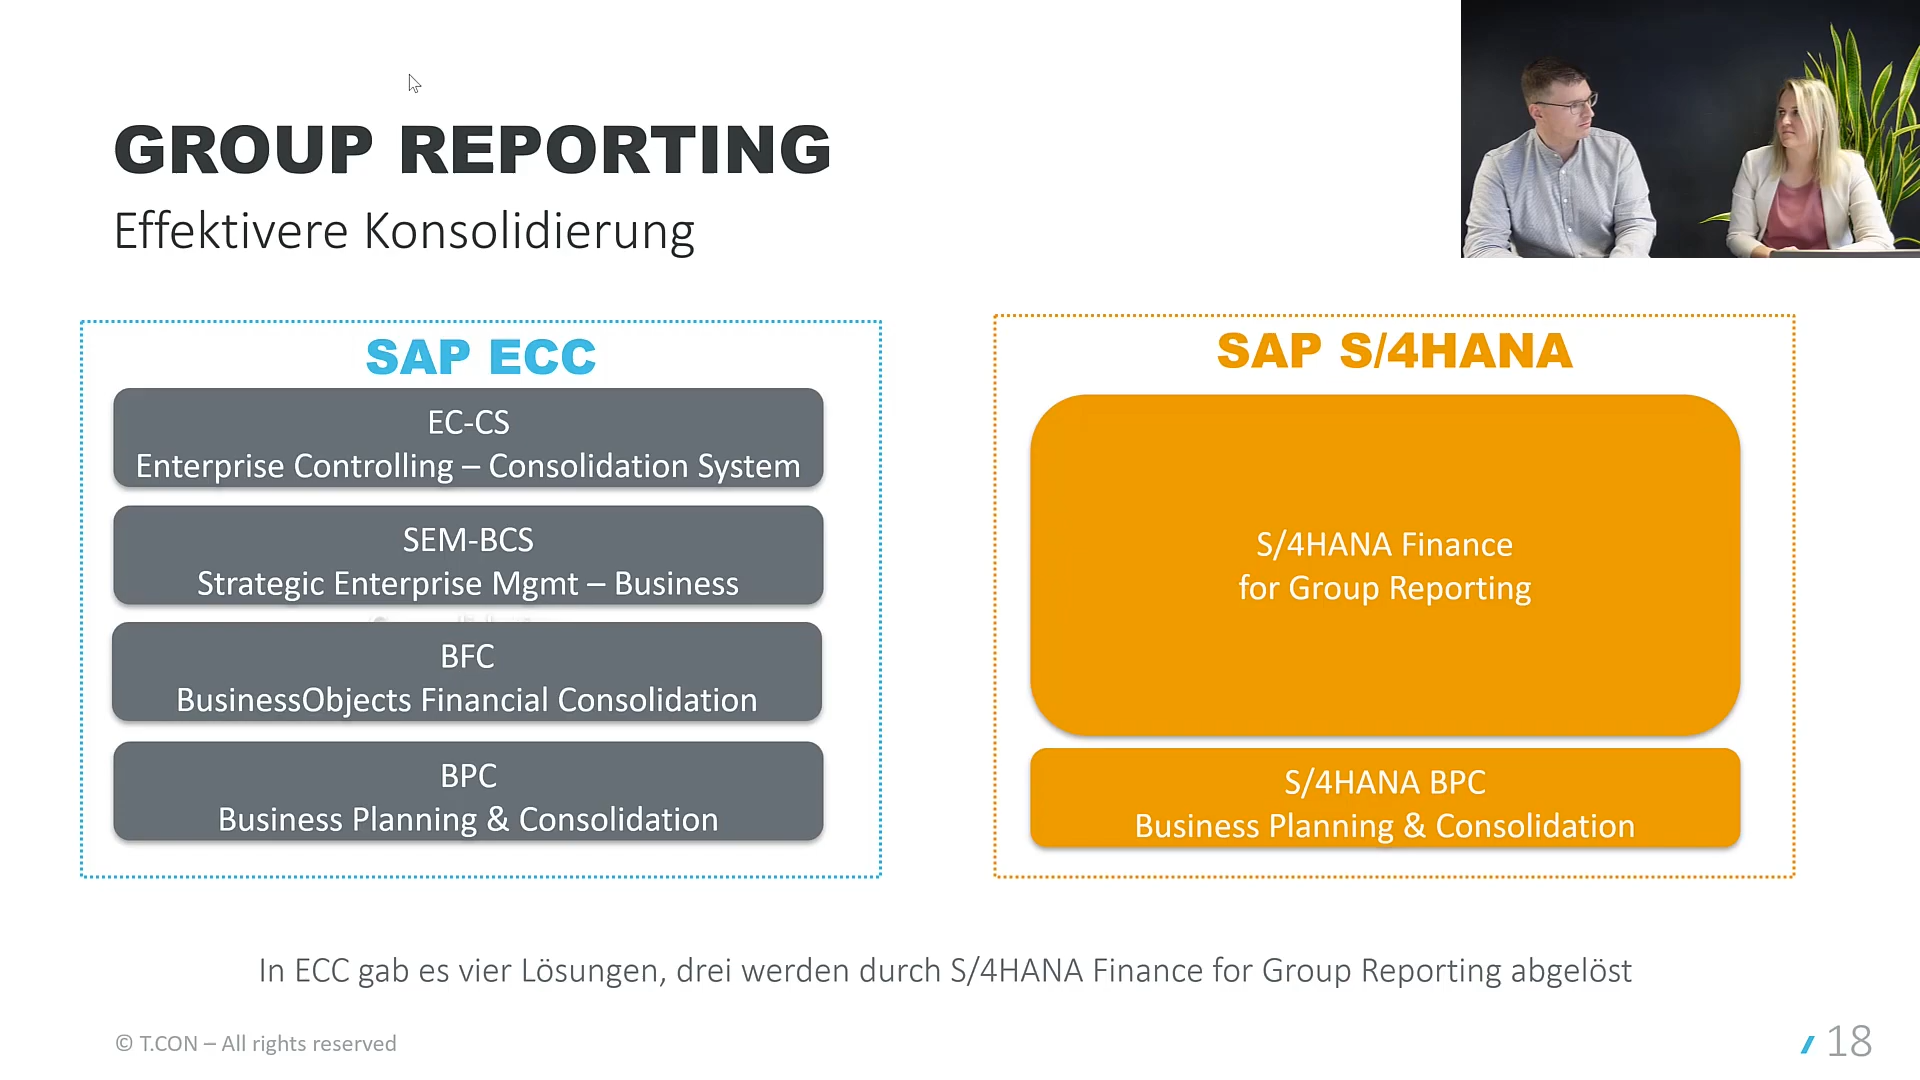 GROUP REPORTING
Effektivere Konsolidierung
SAP ECC
EC-CS
Enterprise Controlling – Consolidation System
SEM-BCS
Strategic Enterprise Mgmt – Business
BFC
BusinessObjects Financial Consolidation
BPC
Business Planning & Consolidation
SAP S/4HANA
S/4HANA Finance
for Group Reporting
S/4HANA BPC
Business Planning & Consolidation
In ECC gab es vier Lösungen, drei werden durch S/4HANA Finance for Group Reporting abgelöst
© T.CON – All rights reserved
/ 18